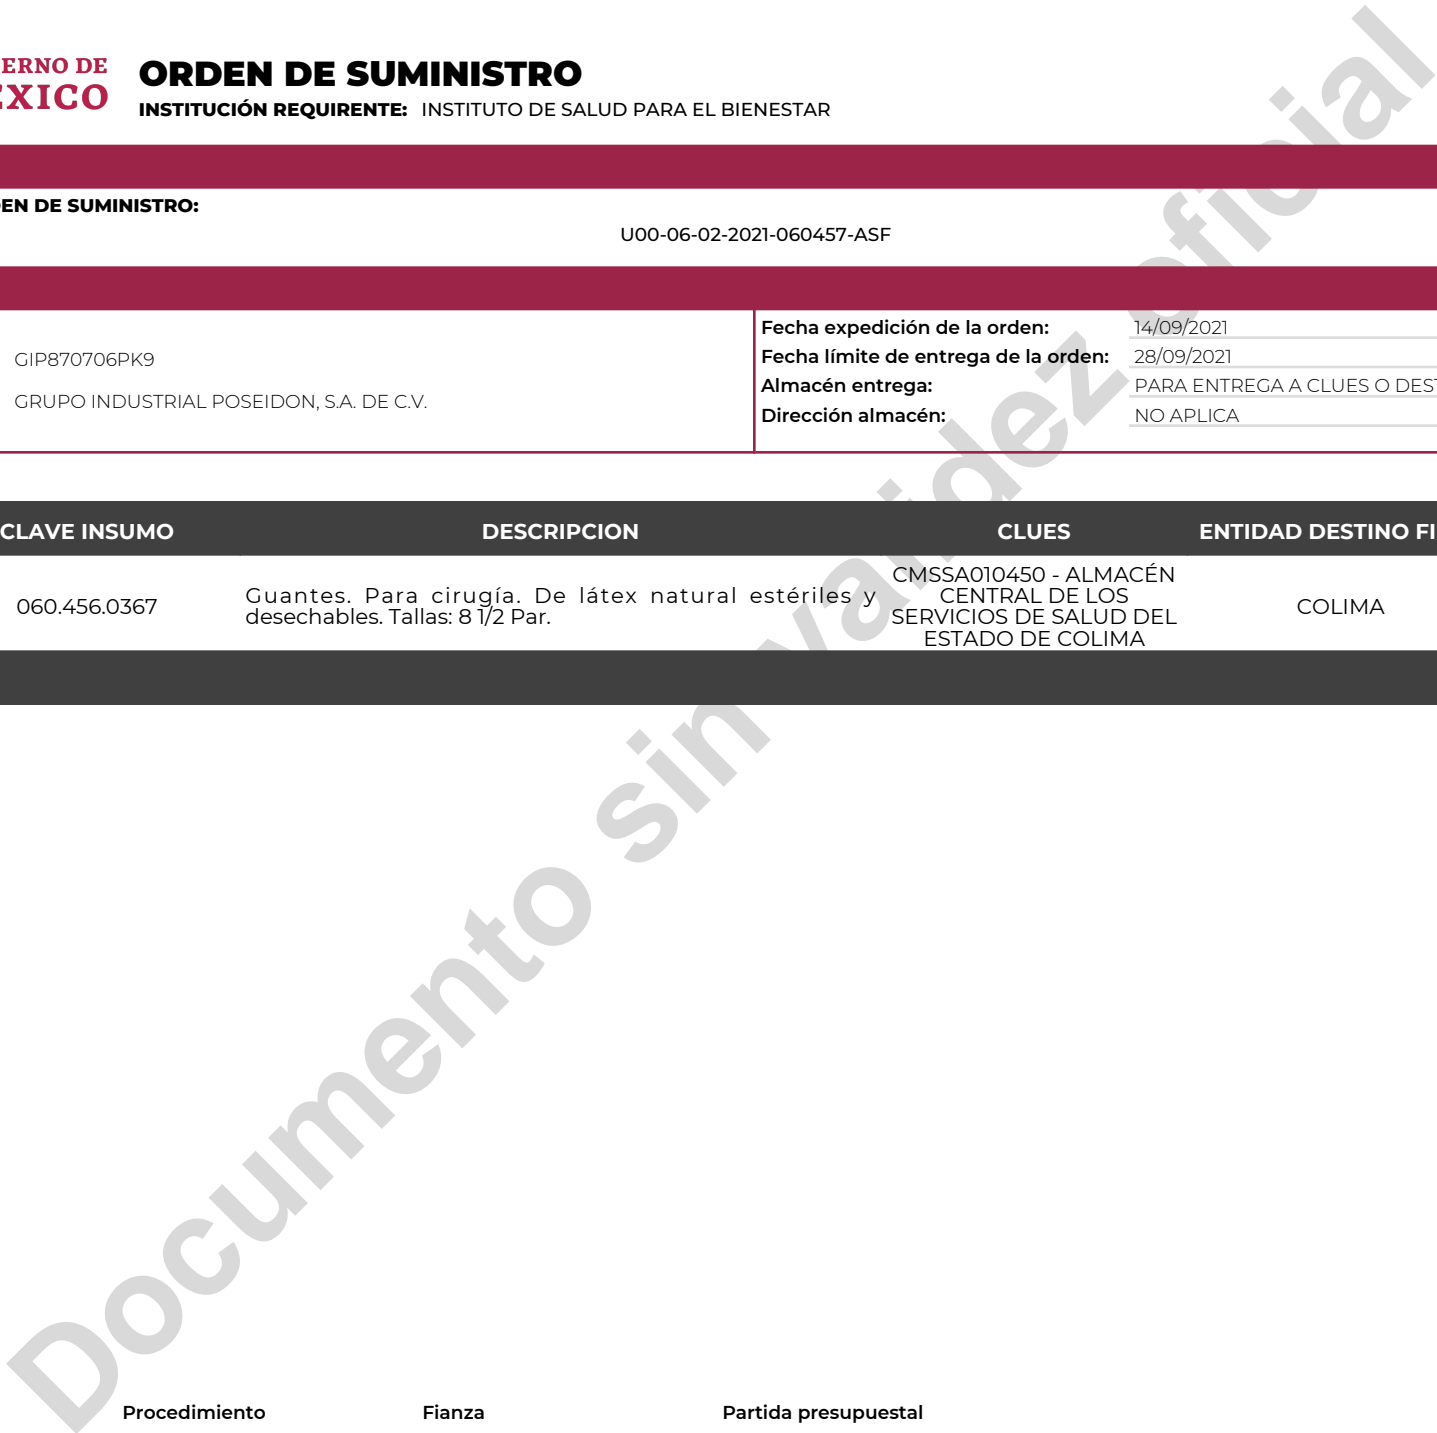 ERNO DE
ÉXICO
ORDEN DE SUMINISTRO
INSTITUCIÓN REQUIRENTE: INSTITUTO DE SALUD PARA EL BIENESTAR
EN DE SUMINISTRO:
U00-06-02-2021-060457-ASF
GIP870706PK9
GRUPO INDUSTRIAL POSEIDON, S.A. DE C.V.
Fecha expedición de la orden: 14/09/2021
Fecha límite de entrega de la orden: 28/09/2021
Almacén entrega: PARA ENTREGA A CLUES O DEST
Dirección almacén: NO APLICA
CLAVE INSUMO DESCRIPCION CLUES ENTIDAD DESTINO FI
060.456.0367
Guantes. Para cirugía. De látex natural estériles y
desechables. Tallas: 8 1/2 Par.
CMSSA010450 - ALMACÉN
CENTRAL DE LOS
SERVICIOS DE SALUD DEL
ESTADO DE COLIMA
COLIMA
Documento sin validez oficial
Procedimiento Fianza Partida presupuestal